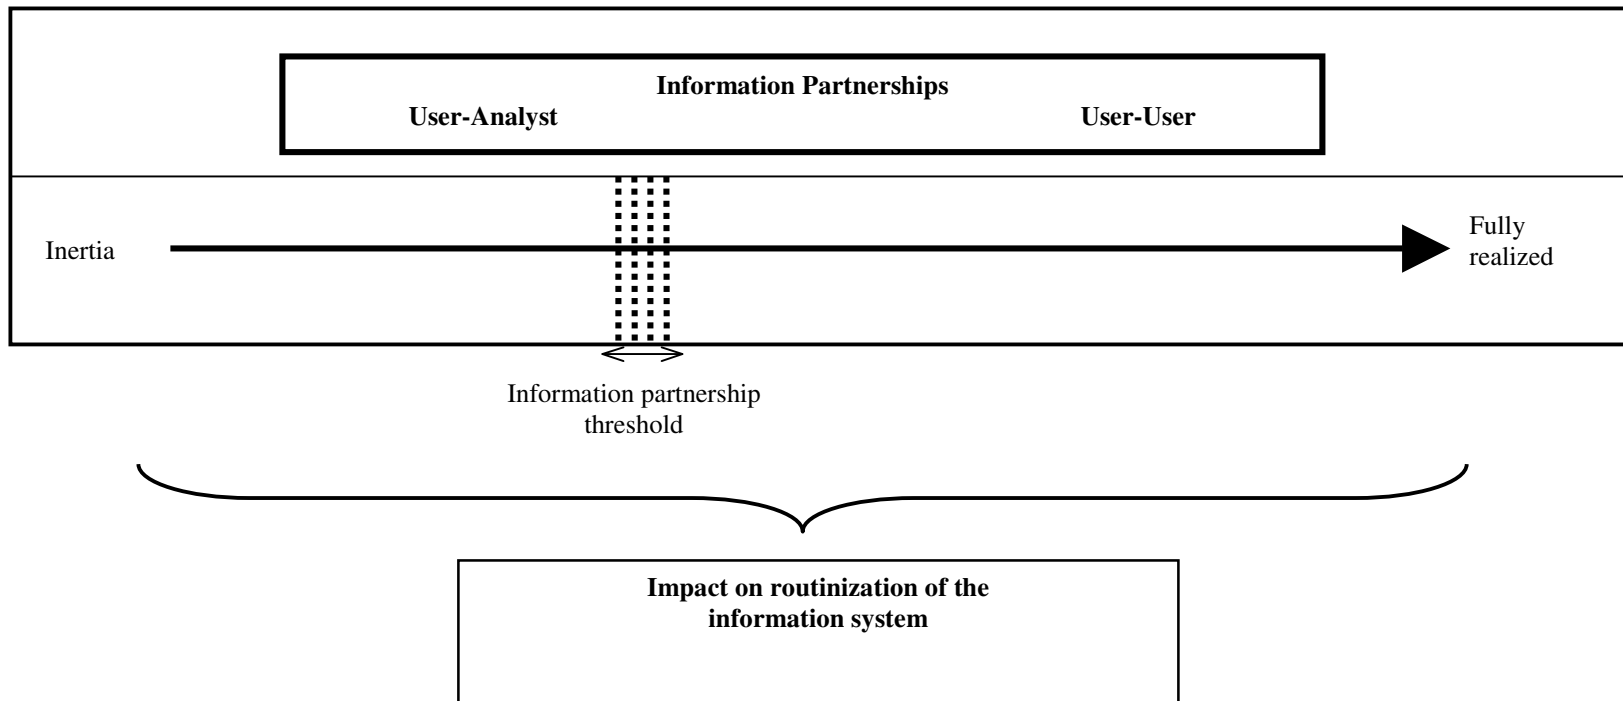 Information Partnerships
User-Analyst User-User
Inertia
Fully
realized
Information partnership
threshold
Impact on routinization of the
information system